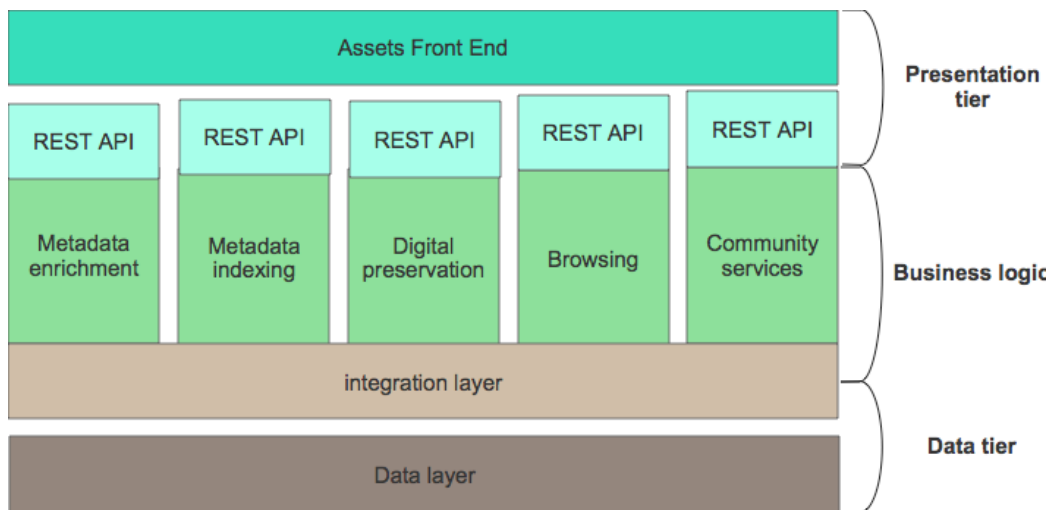 Assets Front End
Presentation
tier
REST API
REST API
REST API
REST API
REST API
Metadata
enrichment
Metadata
indexing
Digital
preservation
Browsing
Community
services
Business logic
integration layer
Data tier
Data layer